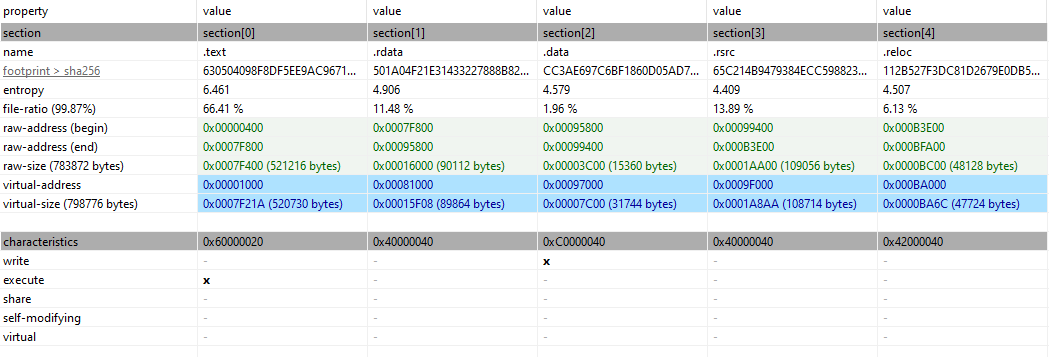 property value value value value value
section section[0] section[1] section[2] section[3] section[4]
name .text .rdata .data .rsrc .reloc
footprint > sha256 630504098F8DF5EE9AC9671... 501A04F21E31433227888B82... CC3AE697C6BF1860D05AD7... 65C214B9479384ECC598823... 112B527F3DC81D2679E0DB5...
entropy 6.461 4.906 4.579 4.409 4.507
file-ratio (99.87%) 66.41 % 11.48 % 1.96 % 13.89 % 6.13 %
raw-address (begin) 0x00000400 0x0007F800 0x00095800 0x00099400 0x000B3E00
raw-address (end) 0x0007F800 0x00095800 0x00099400 0x000B3E00 0x000BFA00
raw-size (783872 bytes) 0x0007F400 (521216 bytes) 0x00016000 (90112 bytes) 0x00003C00 (15360 bytes) 0x0001AA00 (109056 bytes) 0x0000BC00 (48128 bytes)
virtual-address 0x00001000 0x00081000 0x00097000 0x0009F000 0x000BA000
virtual-size (798776 bytes) 0x0007F21A (520730 bytes) 0x00015F08 (89864 bytes) 0x00007C00 (31744 bytes) 0x0001A8AA (108714 bytes) 0x0000BA6C (47724 bytes)
characteristics 0x60000020 0x40000040 0xC0000040 0x40000040 0x42000040
write - - x - -
execute x - - - -
share - - - - -
self-modifying - - - - -
virtual - - - - -